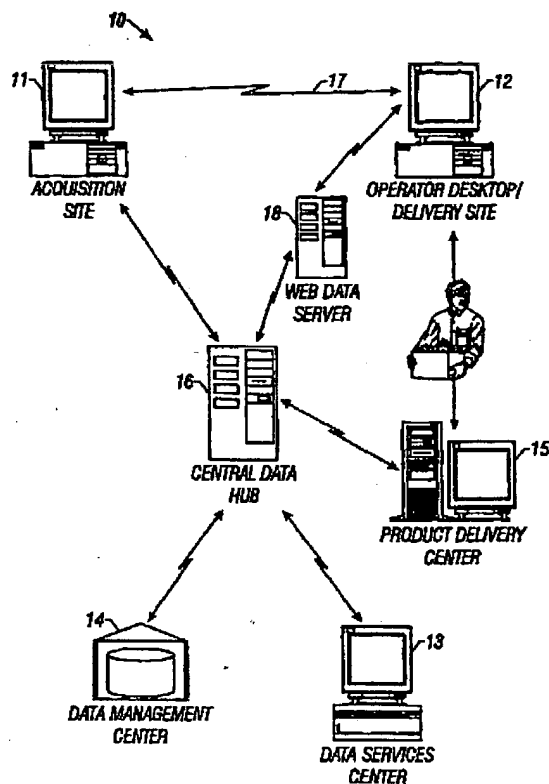 10
11
17
12
ACQUISITION
SITE
OPERATOR DESKTOP/
DELIVERY SITE
18
WEB DATA
SERVER
16
CENTRAL DATA
HUB
15
PRODUCT DELIVERY
CENTER
14
DATA MANAGEMENT
CENTER
13
DATA SERVICES
CENTER